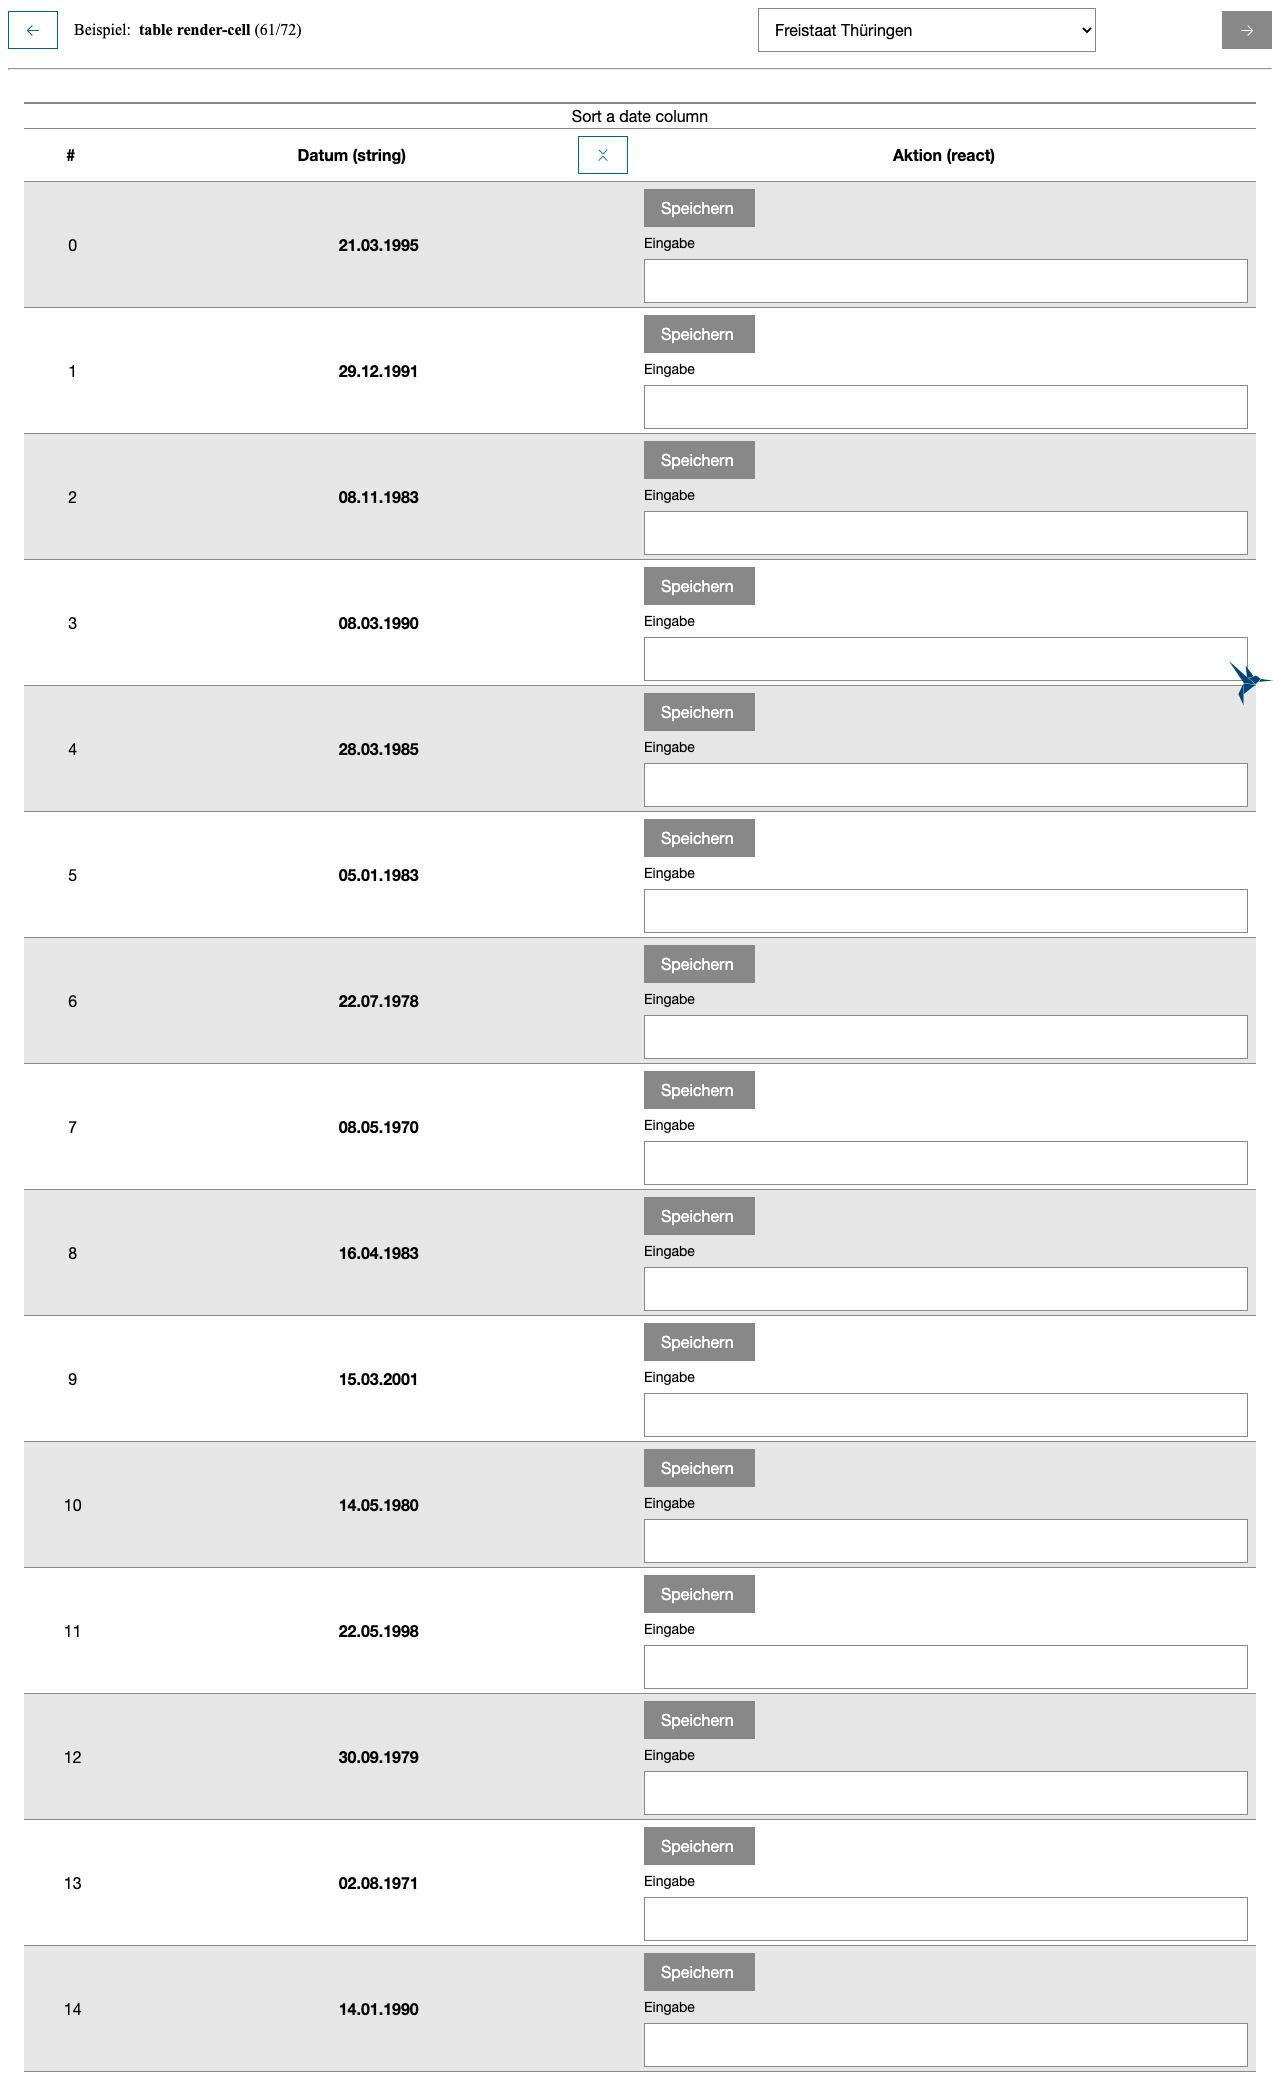 Beispiel: table render-cell (61/72)
Freistaat Thüringen
Sort a date column
# Datum (string) Aktion (react)
Speichern
0 21.03.1995 Eingabe
Speichern
1 29.12.1991 Eingabe
Speichern
2 08.11.1983 Eingabe
Speichern
3 08.03.1990 Eingabe
Speichern
4 28.03.1985 Eingabe
Speichern
5 05.01.1983 Eingabe
Speichern
6 22.07.1978 Eingabe
Speichern
7 08.05.1970 Eingabe
Speichern
8 16.04.1983 Eingabe
Speichern
9 15.03.2001 Eingabe
Speichern
10 14.05.1980 Eingabe
Speichern
11 22.05.1998 Eingabe
Speichern
12 30.09.1979 Eingabe
Speichern
13 02.08.1971 Eingabe
Speichern
14 14.01.1990 Eingabe